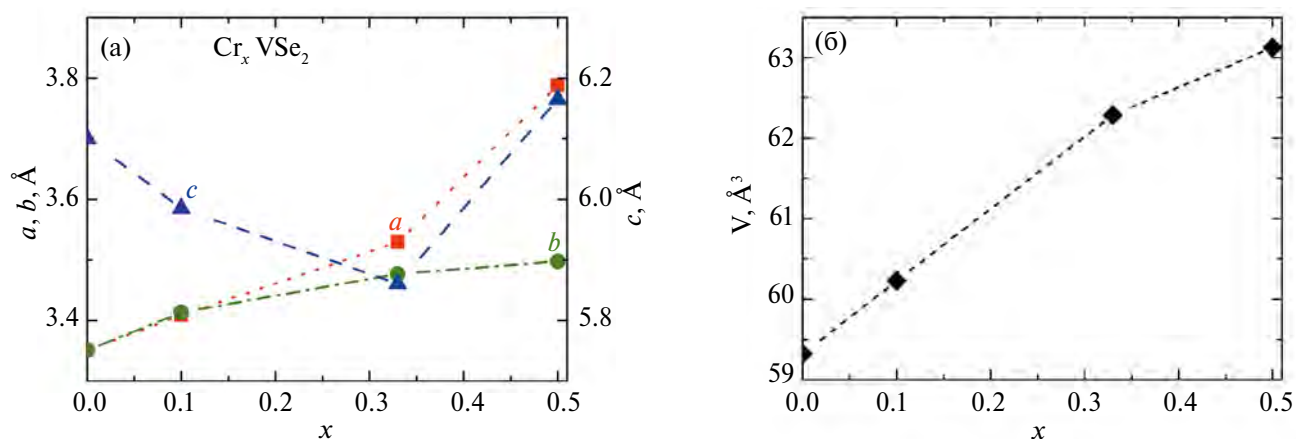 (а) CrₓVSe₂
3.8
3.6
3.4
a, b, Å
6.2
6.0
5.8
c, Å
c
a
b
0.0 0.1 0.2 0.3 0.4 0.5
x
(б)
63
62
61
60
59
V, Å³
0.0 0.1 0.2 0.3 0.4 0.5
x